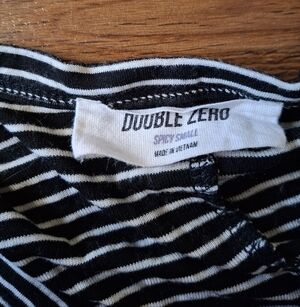 DOUBLE ZERO
SPICY SMALL
MADE IN VIETNAM